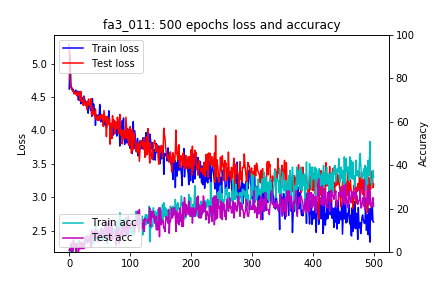 fa3_011: 500 epochs loss and accuracy
Train loss
Test loss
Train acc
Test acc
Loss
5.0
4.5
4.0
3.5
3.0
2.5
Accuracy
100
80
60
40
20
0
0 100 200 300 400 500